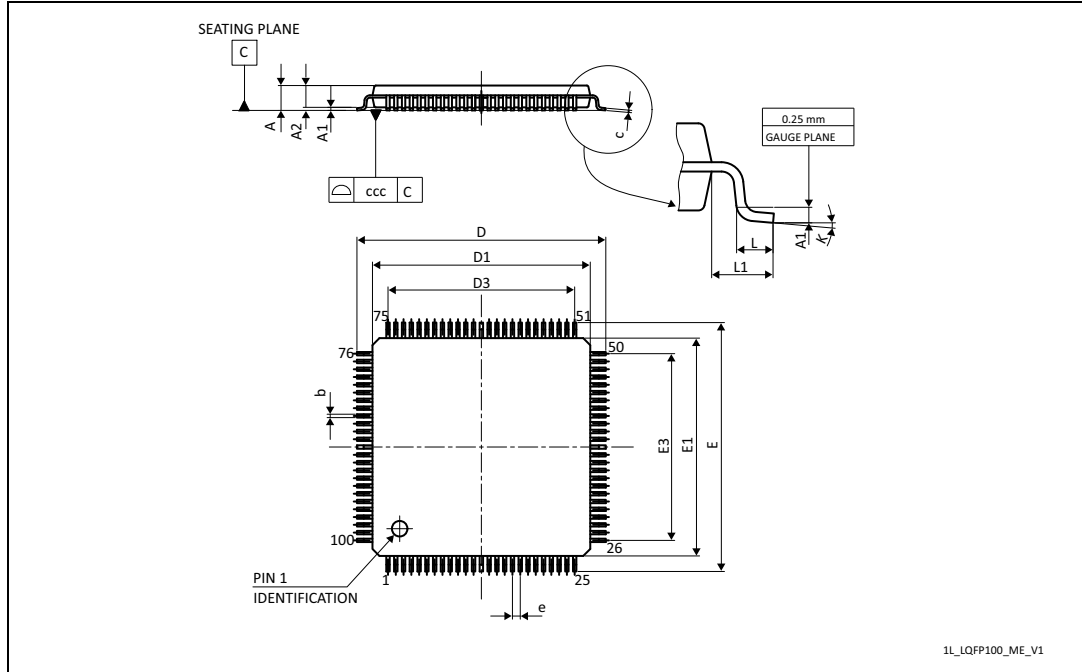 SEATING PLANE
C
A
A2
A1
c
0.25 mm
GAUGE PLANE
ccc C
A1
K
L
L1
D
D1
D3
75
51
76
50
b
E3
E1
E
100
26
PIN 1
IDENTIFICATION
1
25
e
1L_LQFP100_ME_V1